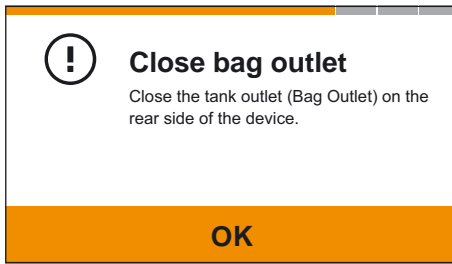 Close bag outlet
Close the tank outlet (Bag Outlet) on the
rear side of the device.
OK